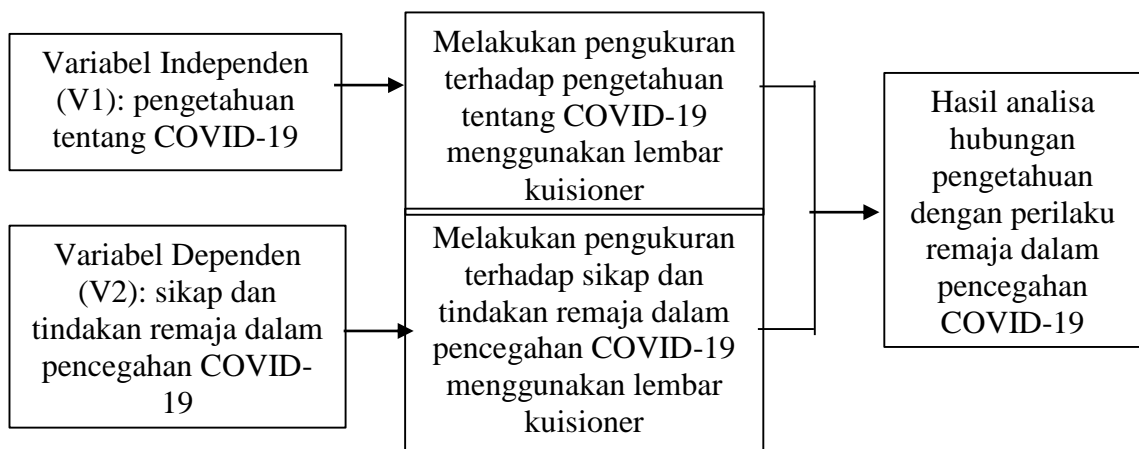 Variabel Independen
(V1): pengetahuan
tentang COVID-19
Melakukan pengukuran
terhadap pengetahuan
tentang COVID-19
menggunakan lembar
kuisioner
Variabel Dependen
(V2): sikap dan
tindakan remaja dalam
pencegahan COVID-
19
Melakukan pengukuran
terhadap sikap dan
tindakan remaja dalam
pencegahan COVID-19
menggunakan lembar
kuisioner
Hasil analisa
hubungan
pengetahuan
dengan perilaku
remaja dalam
pencegahan
COVID-19